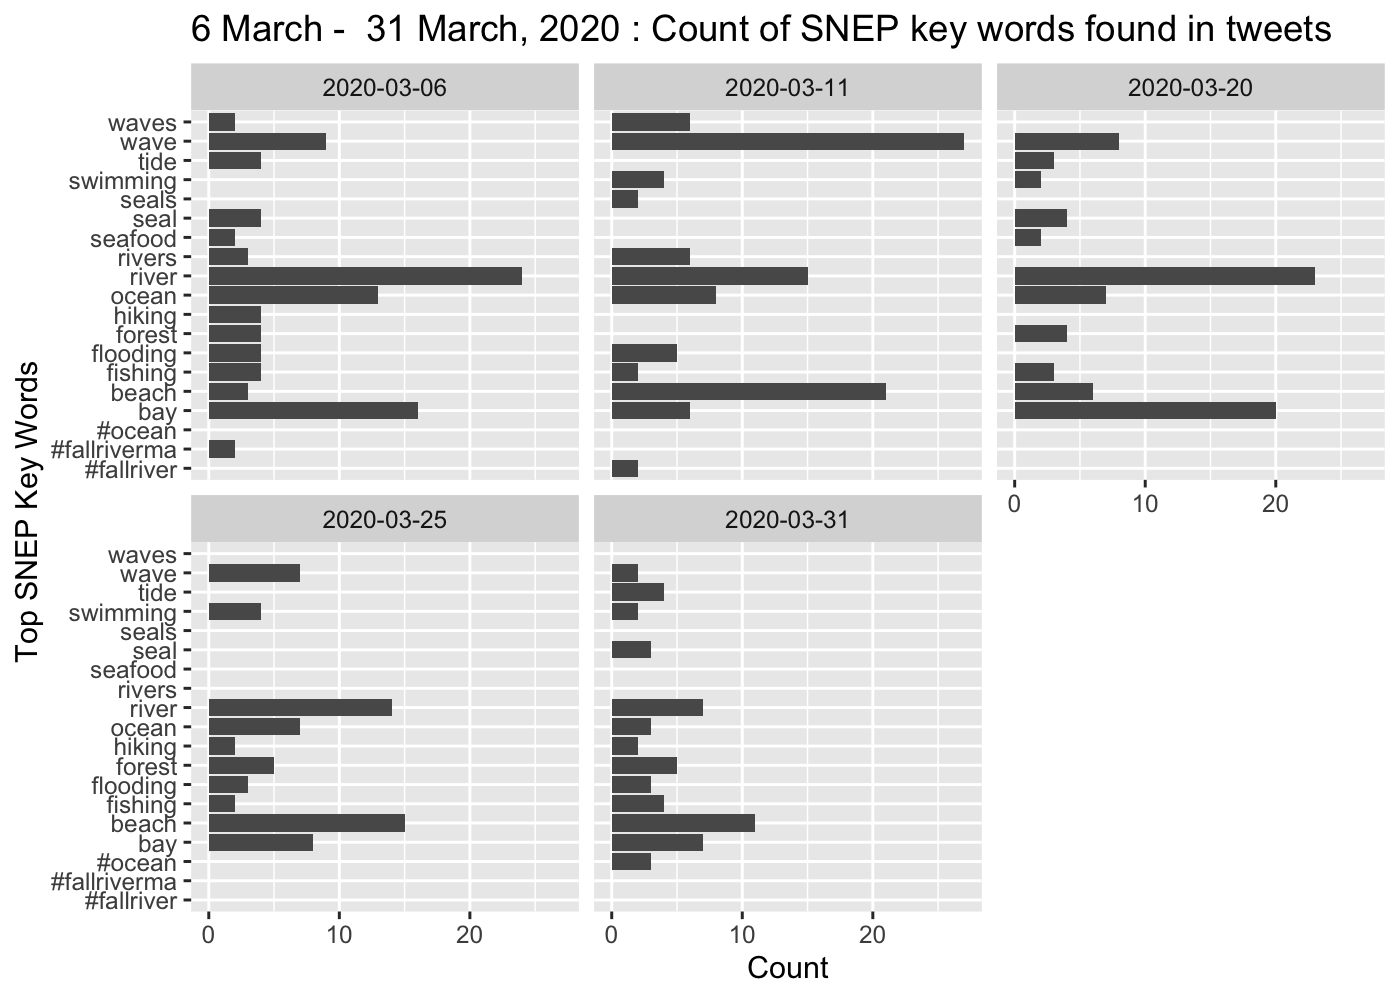 6 March -  31 March, 2020 : Count of SNEP key words found in tweets
2020-03-06
2020-03-11
2020-03-20
waves
wave
tide
swimming
seals
seal
seafood
rivers
river
ocean
hiking
forest
flooding
fishing
beach
bay
#ocean
#fallriverma
#fallriver
0 10 20
2020-03-25
2020-03-31
waves
wave
tide
swimming
seals
seal
seafood
rivers
river
ocean
hiking
forest
flooding
fishing
beach
bay
#ocean
#fallriverma
#fallriver
0 10 20
0 10 20
Count
Top SNEP Key Words